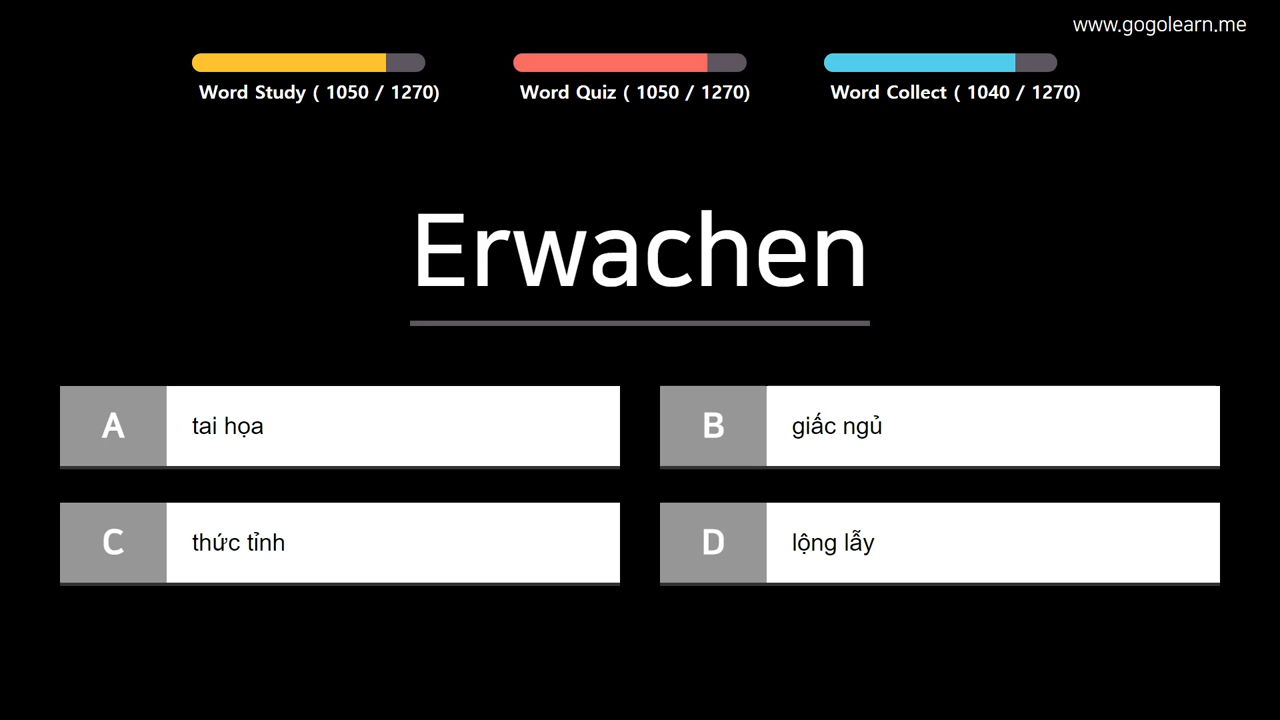 www.gogolearn.me
Word Study ( 1050 / 1270)
Word Quiz ( 1050 / 1270)
Word Collect ( 1040 / 1270)
Erwachen
A
tai họa
B
giấc ngủ
C
thức tỉnh
D
lộng lẫy